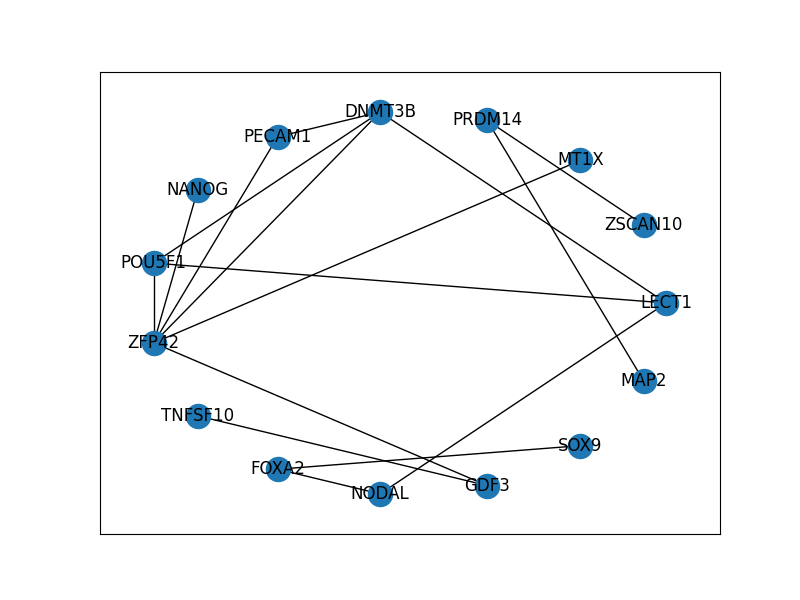 DNMT3B
PRDM14
PECAM1
MT1X
NANOG
ZSCAN10
POU5F1
LECT1
ZFP42
MAP2
TNFSF10
SOX9
FOXA2
GDF3
NODAL